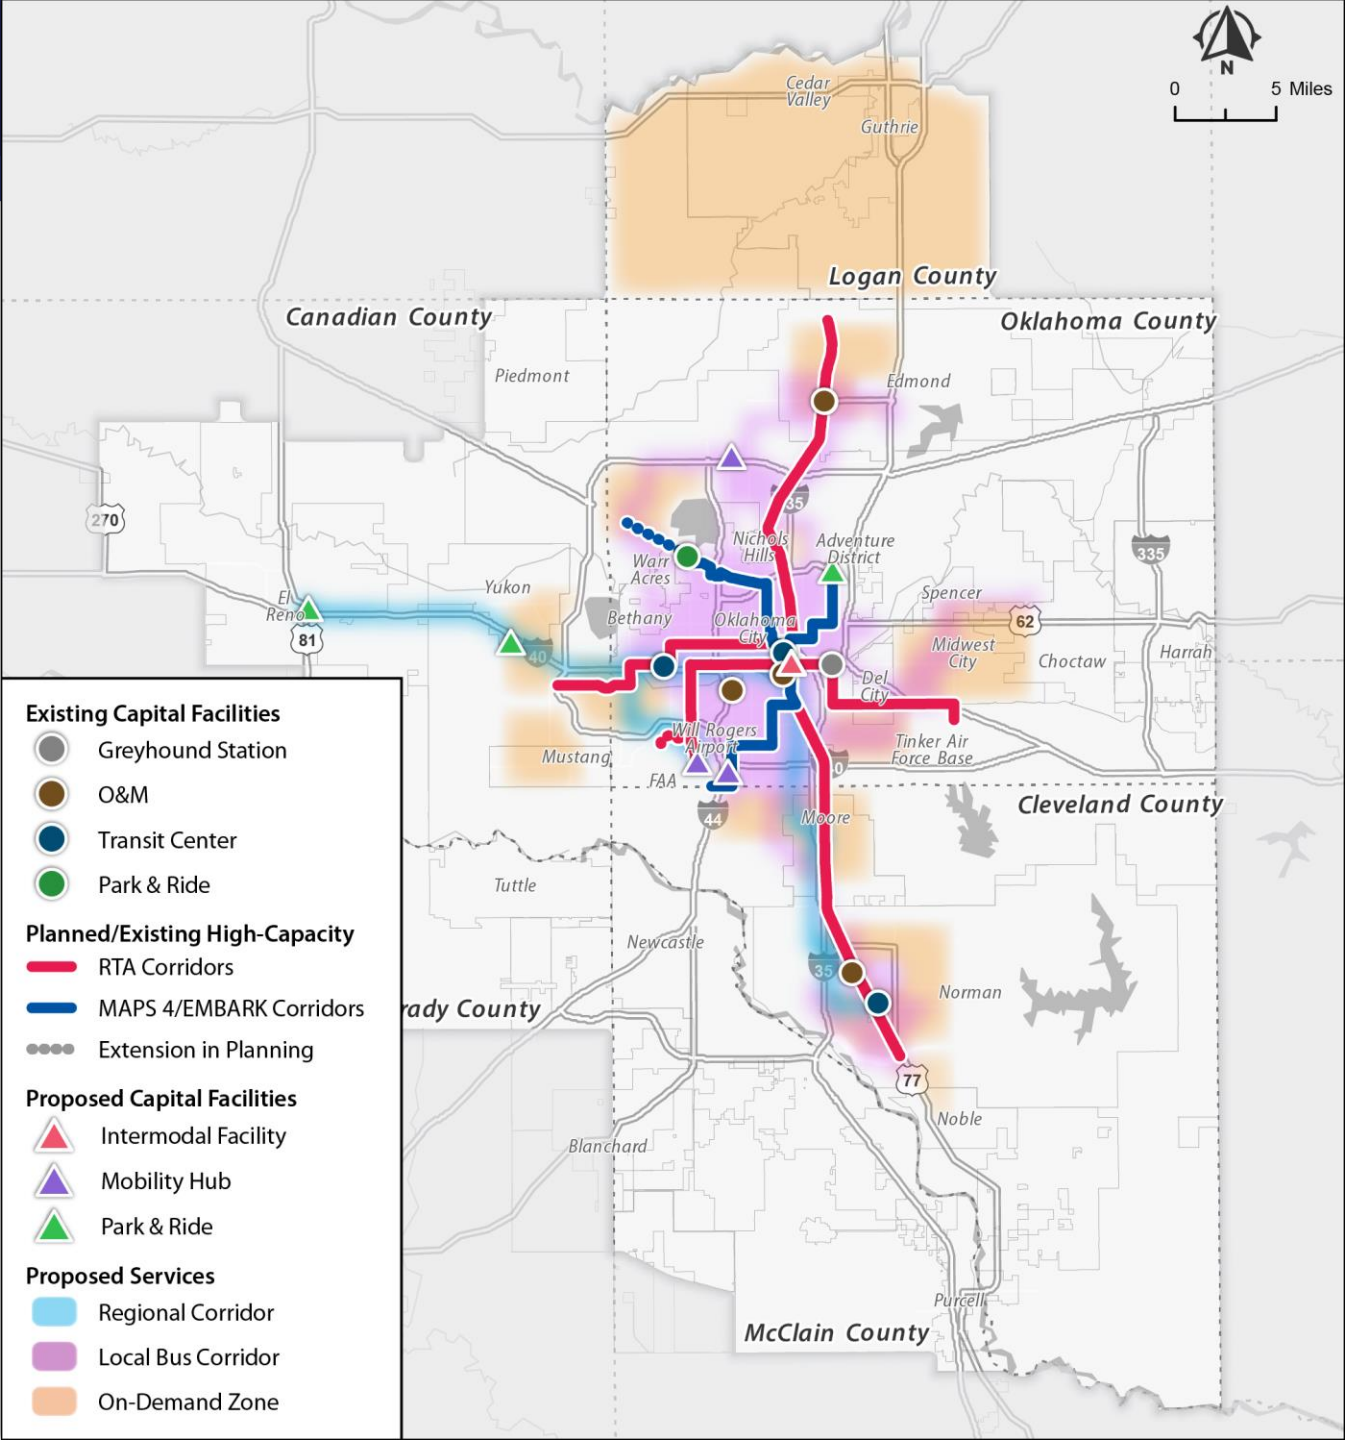 N
0 5 Miles
Cedar
Valley
Guthrie
Logan County
Canadian County
Oklahoma County
Piedmont
Edmond
270
35
Nichols
Hills
Adventure
District
335
Warr
Acres
Yukon
Spencer
El
Reno
Bethany
Oklahoma
City
62
81
40
Midwest
City
Choctaw
Harrah
Del
City
Will Rogers
Airport
Tinker Air
Force Base
Mustang
FAA
0
44
Moore
Cleveland County
Tuttle
Newcastle
35
Norman
rady County
77
Noble
Blanchard
Purcell
McClain County
Existing Capital Facilities
Greyhound Station
O&M
Transit Center
Park & Ride
Planned/Existing High-Capacity
RTA Corridors
MAPS 4/EMBARK Corridors
Extension in Planning
Proposed Capital Facilities
Intermodal Facility
Mobility Hub
Park & Ride
Proposed Services
Regional Corridor
Local Bus Corridor
On-Demand Zone